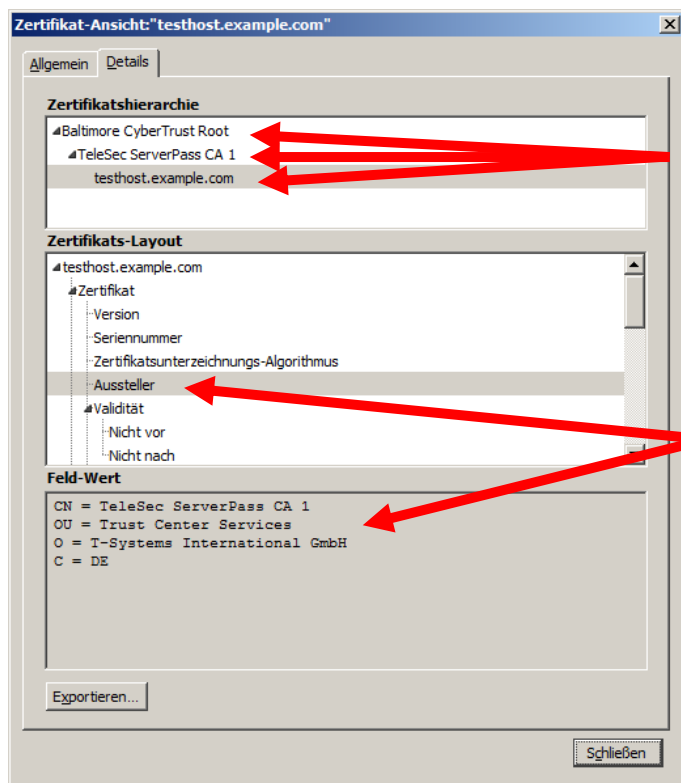 Zertifikat-Ansicht:"testhost.example.com"
Allgemein Details
Zertifikatshierarchie
Baltimore CyberTrust Root
TeleSec ServerPass CA 1
testhost.example.com
Zertifikats-Layout
testhost.example.com
Zertifikat
Version
Seriennummer
Zertifikatsunterzeichnungs-Algorithmus
Aussteller
Validität
Nicht vor
Nicht nach
Feld-Wert
CN = TeleSec ServerPass CA 1
OU = Trust Center Services
O = T-Systems International GmbH
C = DE
Exportieren...
Schließen